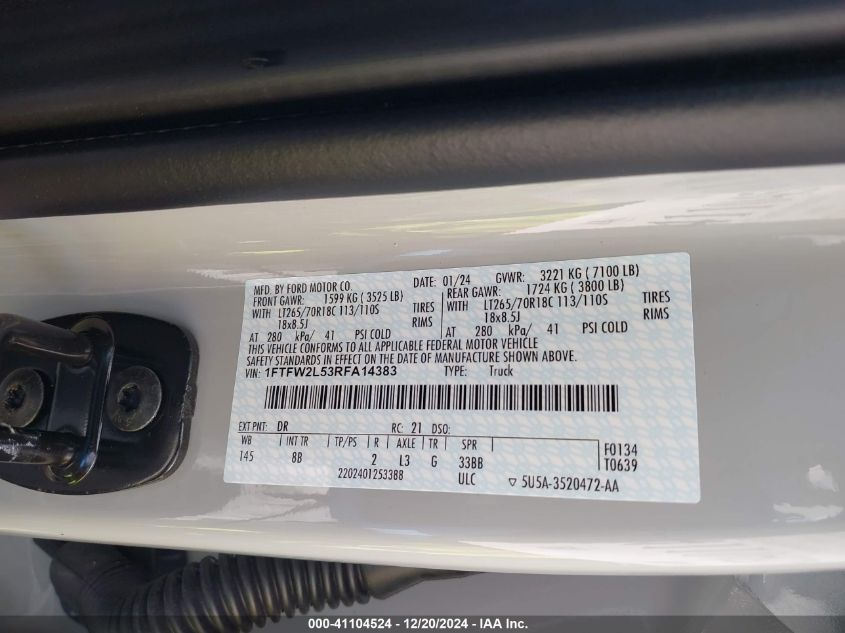 MFD. BY FORD MOTOR CO. DATE: 01/24 GVWR: 3221 KG ( 7100 LB)
FRONT GAWR: 1599 KG ( 3525 LB) REAR GAWR: 1724 KG ( 3800 LB)
WITH LT265/70R18C 113/110S TIRES WITH LT265/70R18C 113/110S TIRES
18x8.5J RIMS 18x8.5J RIMS
AT 280 kPa/ 41 PSI COLD AT 280 kPa/ 41 PSI COLD
THIS VEHICLE CONFORMS TO ALL APPLICABLE FEDERAL MOTOR VEHICLE
SAFETY STANDARDS IN EFFECT ON THE DATE OF MANUFACTURE SHOWN ABOVE.
VIN: 1FTFW2L53RFA14383 TYPE: Truck
EXT PNT: DR RC: 21 DSO:
WB INT TR TP/PS R AXLE TR SPR F0134
145 8B 2 L3 G 33BB T0639
2202401253388 ULC ▽ 5U5A-3520472-AA
000-41104524 - 12/20/2024 - IAA Inc.